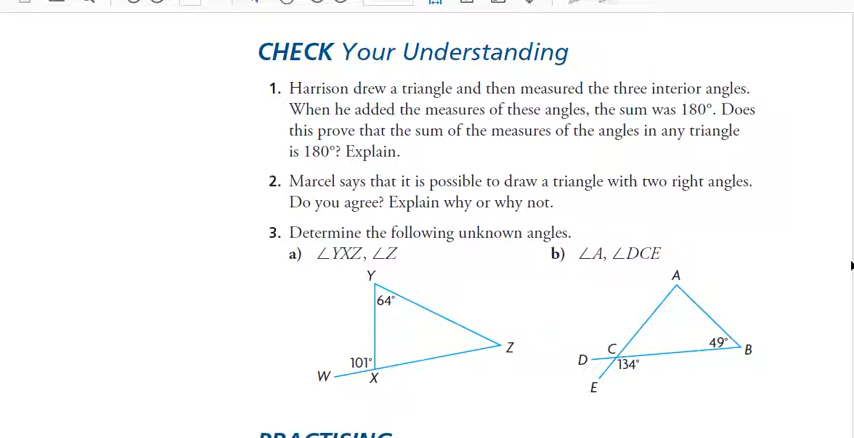 CHECK Your Understanding
1. Harrison drew a triangle and then measured the three interior angles.
When he added the measures of these angles, the sum was 180°. Does
this prove that the sum of the measures of the angles in any triangle
is 180°? Explain.
2. Marcel says that it is possible to draw a triangle with two right angles.
Do you agree? Explain why or why not.
3. Determine the following unknown angles.
a) ∠YXZ, ∠Z
b) ∠A, ∠DCE
Y
64°
Z
101°
W
X
A
49°
B
C
D
134°
E
PRACTISING